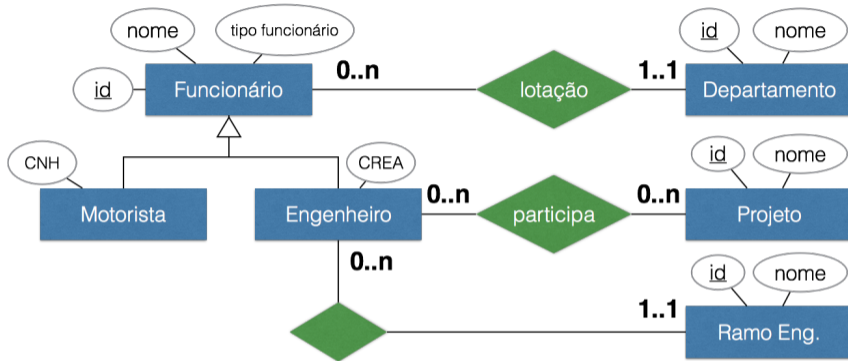 nome
tipo funcionário
id
Funcionário
0..n
lotação
1..1
id
nome
Departamento
CNH
Motorista
CREA
Engenheiro
0..n
participa
0..n
id
nome
Projeto
0..n
1..1
id
nome
Ramo Eng.